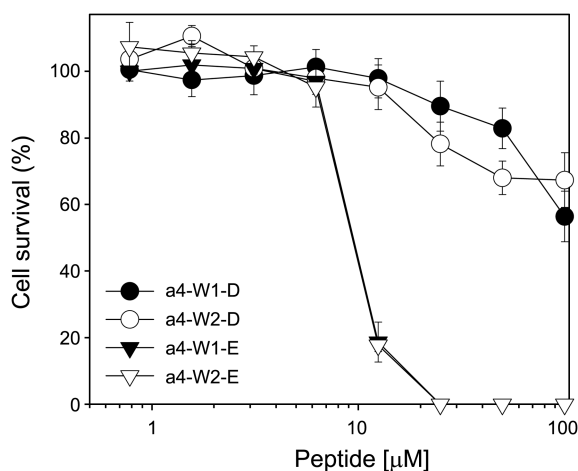 100
80
60
40
20
0
Cell survival (%)
a4-W1-D
a4-W2-D
a4-W1-E
a4-W2-E
1
10
100
Peptide [μM]